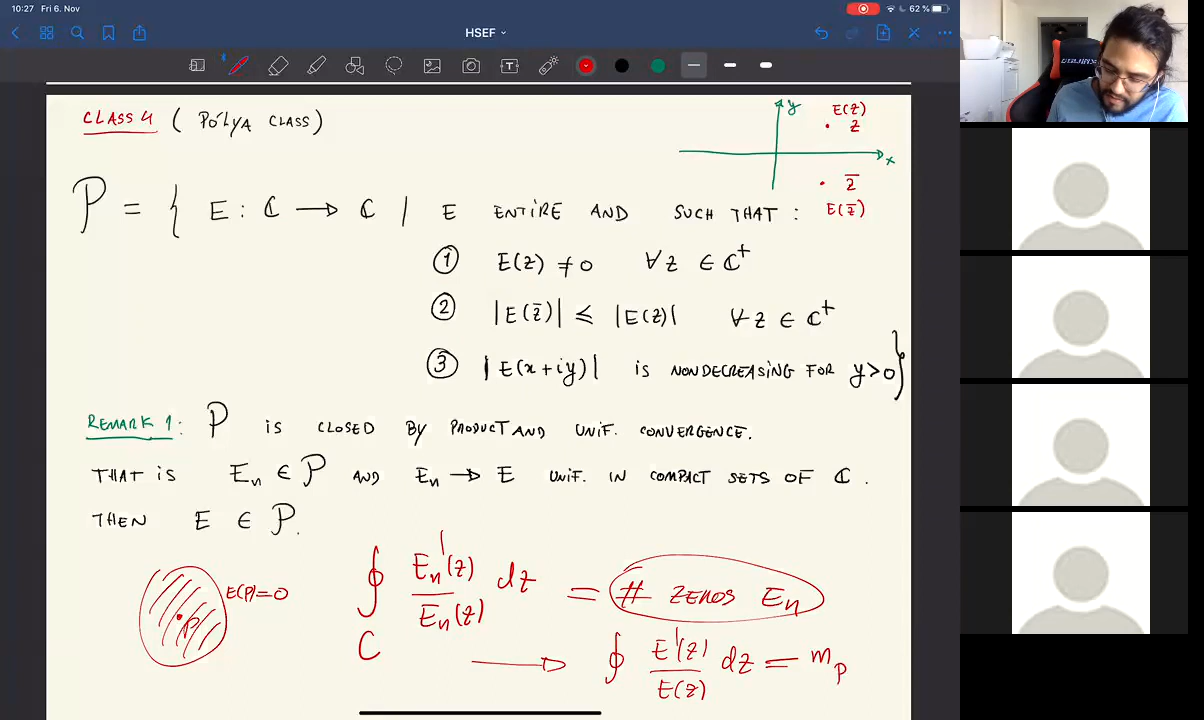 10:27 Fri 6. Nov
62 %
HSEF
CLASS 4 ( PÓLYA CLASS)
y
E(z)
z
x
z̅
E(z̅)
P = { E : ℂ → ℂ | E ENTIRE AND SUCH THAT :
① E(z) ≠ 0 ∀ z ∈ ℂ⁺
② |E(z̅)| ≤ |E(z)| ∀ z ∈ ℂ⁺
③ |E(x+iy)| is NONDECREASING FOR y>0 }
REMARK 1: P is CLOSED BY PRODUCT AND UNIF. CONVERGENCE.
THAT is Eₙ ∈ P AND Eₙ → E UNIF. IN COMPACT SETS OF ℂ.
THEN E ∈ P.
p
E(p)=0
∮_C Eₙ'(z)/Eₙ(z) dz = # ZEROS Eₙ
→ ∮ E'(z)/E(z) dz = m_p